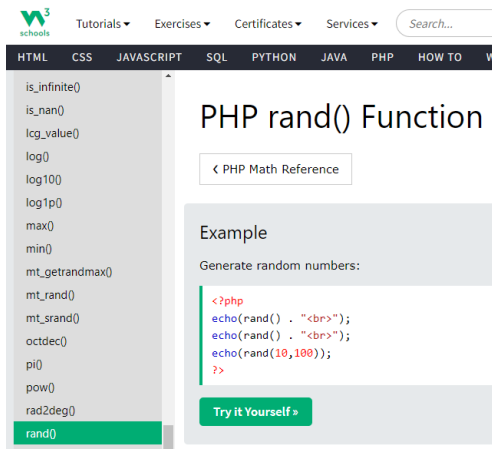 3
schools
Tutorials
Exercises
Certificates
Services
Search...
HTML CSS JAVASCRIPT SQL PYTHON JAVA PHP HOW TO
is_infinite()
is_nan()
lcg_value()
log()
log10()
log1p()
max()
min()
mt_getrandmax()
mt_rand()
mt_srand()
octdec()
pi()
pow()
rad2deg()
rand()
PHP rand() Function
❮ PHP Math Reference
Example
Generate random numbers:
<?php
echo(rand() . "<br>");
echo(rand() . "<br>");
echo(rand(10,100));
?>
Try it Yourself »